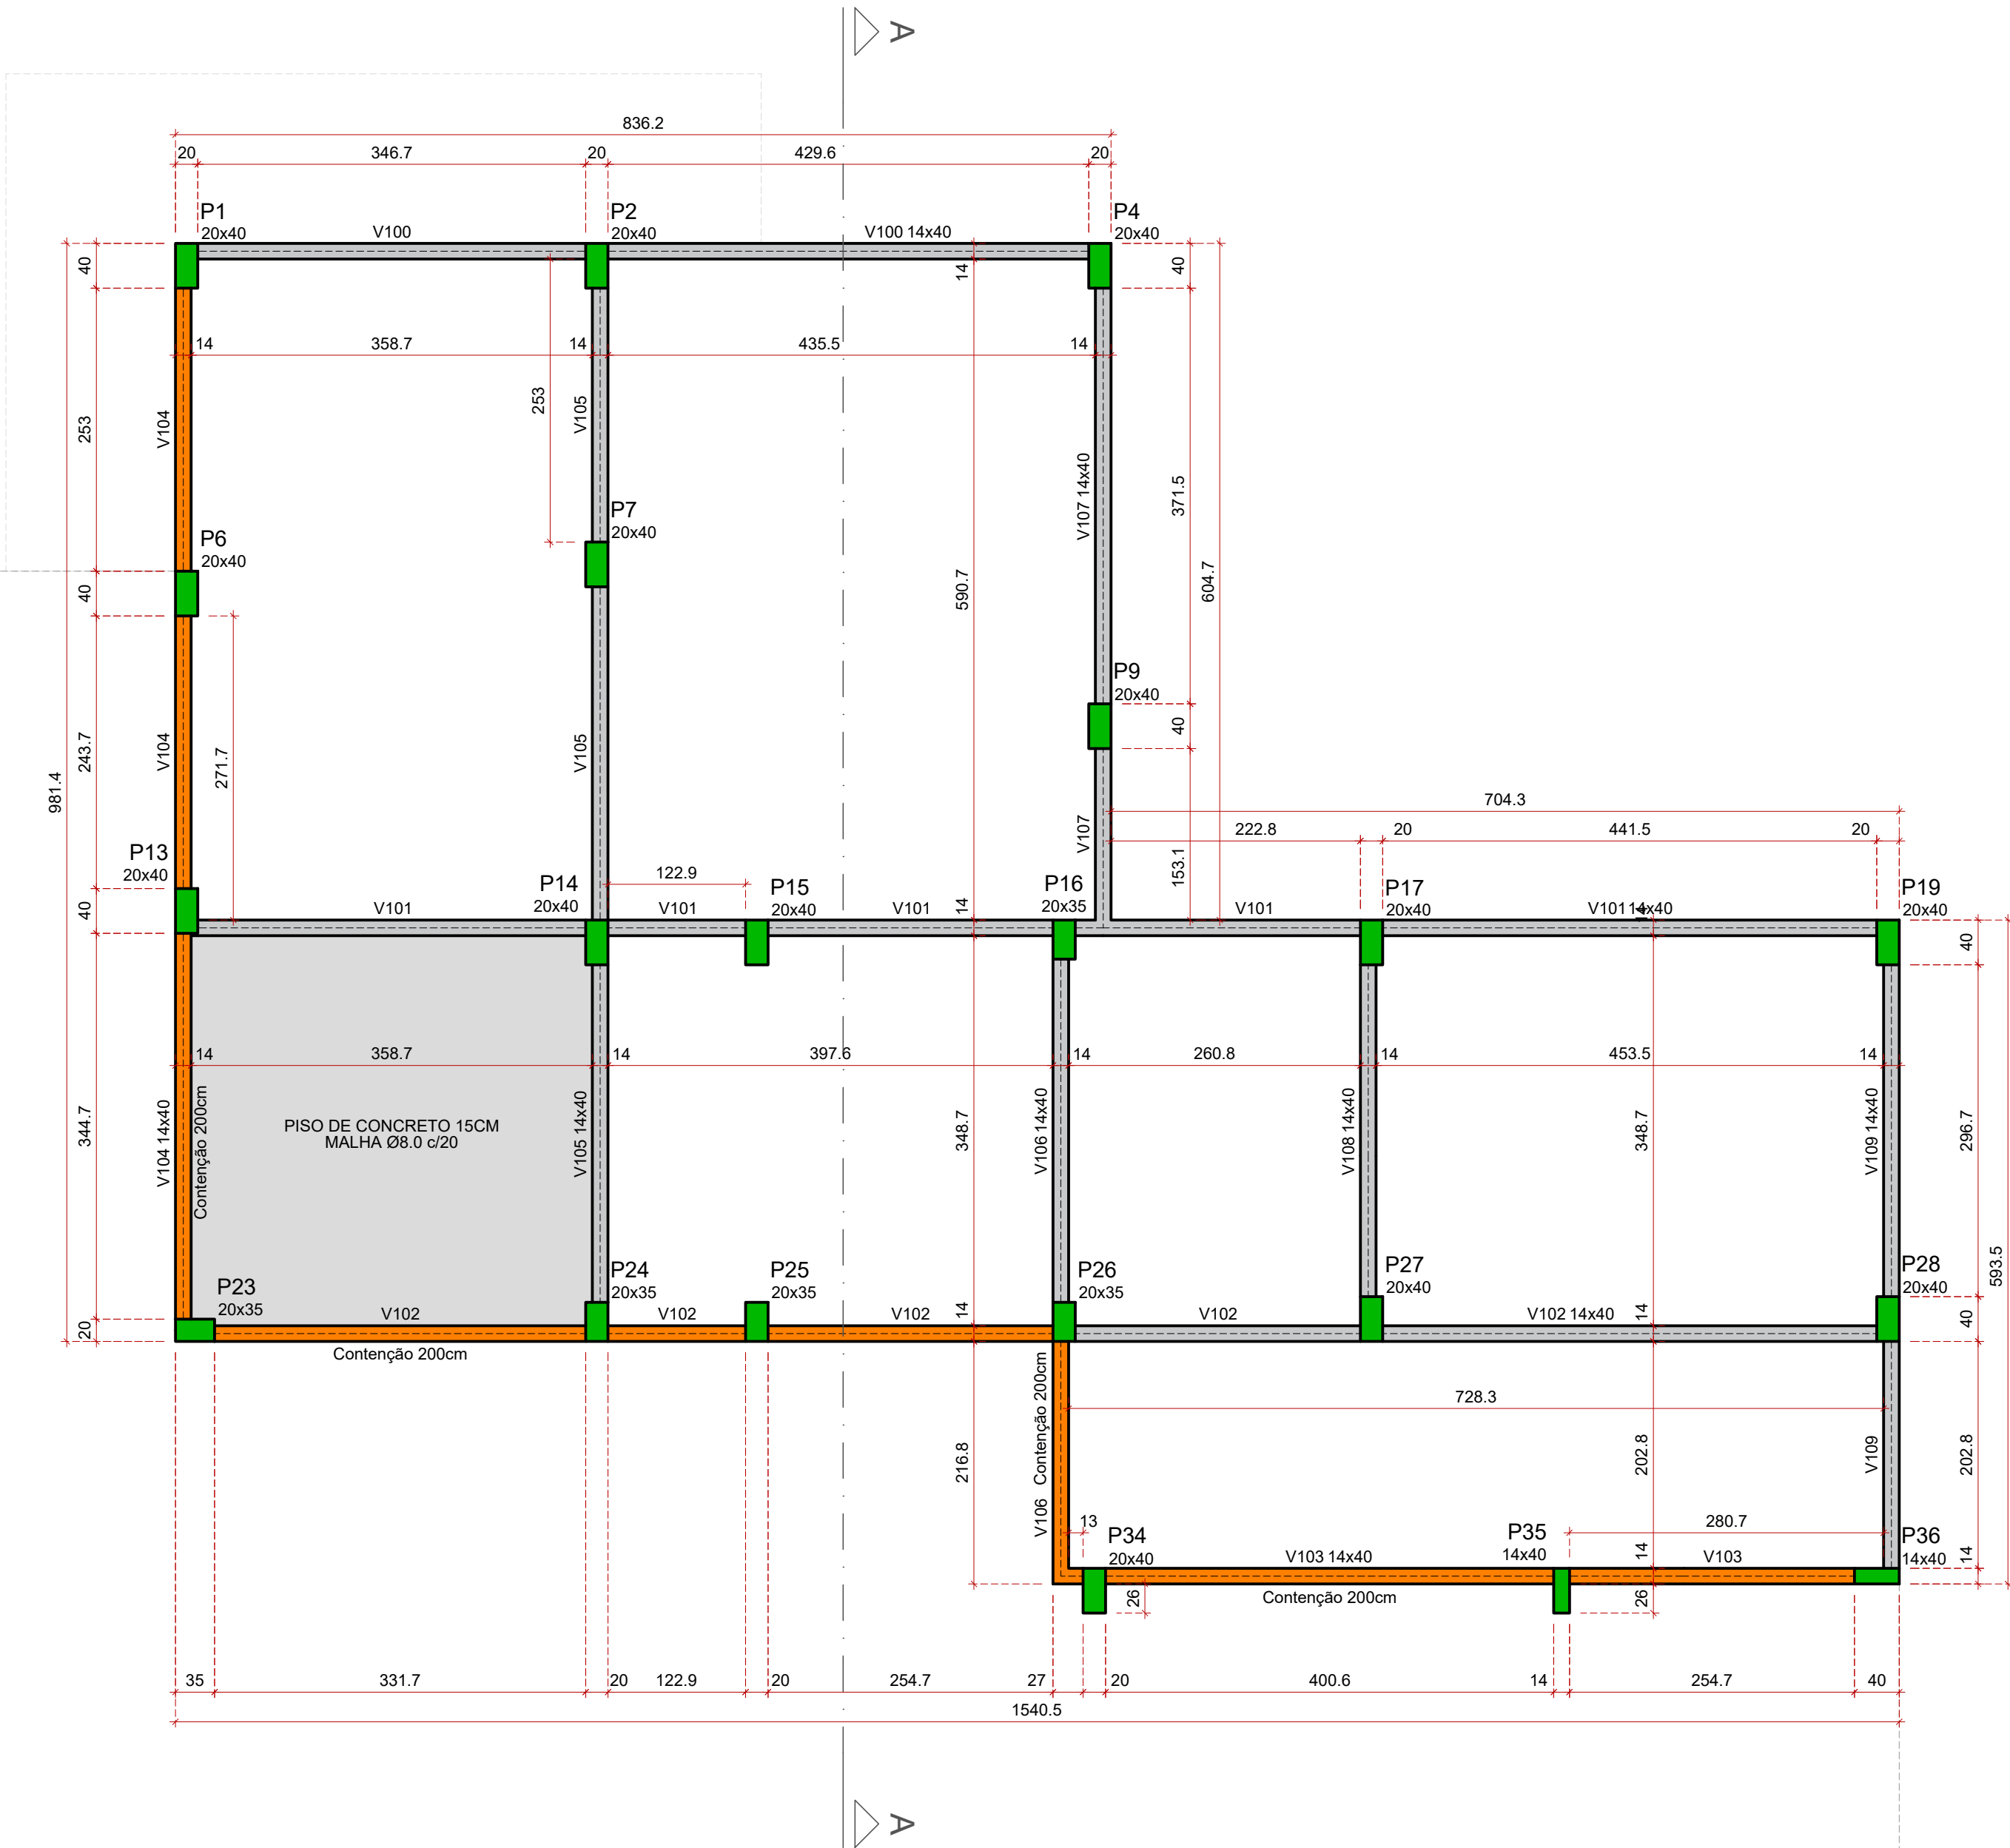 A
836.2
20 346.7 20 429.6 20
P1
20x40
V100
P2
20x40
V100 14x40
P4
20x40
40
14
40
14 358.7 14 435.5 14
253
253
V104
V105
V107 14x40
371.5
P7
20x40
P6
20x40
40
590.7
604.7
P9
20x40
40
981.4
243.7
V104
271.7
V105
704.3
222.8 20 441.5 20
V107
153.1
P13
20x40
40
V101
P14
20x40
122.9
V101
P15
20x40
V101
14
P16
20x35
V101
P17
20x40
V101 14x40
14
P19
20x40
40
14 358.7 14 397.6 14 260.8 14 453.5 14
344.7
V104 14x40
Contenção 200cm
PISO DE CONCRETO 15CM
MALHA Ø8.0 c/20
V105 14x40
348.7
V106 14x40
V108 14x40
348.7
V109 14x40
296.7
593.5
P23
20x35
20
V102
P24
20x35
V102
P25
20x35
V102
14
P26
20x35
V102
P27
20x40
V102 14x40
14
P28
20x40
40
Contenção 200cm
728.3
216.8
V106
Contenção 200cm
202.8
V109
202.8
13
P34
20x40
26
V103 14x40
Contenção 200cm
P35
14x40
280.7
14
V103
26
P36
14x40
14
35 331.7 20 122.9 20 254.7 27 20 400.6 14 254.7 40
1540.5
A